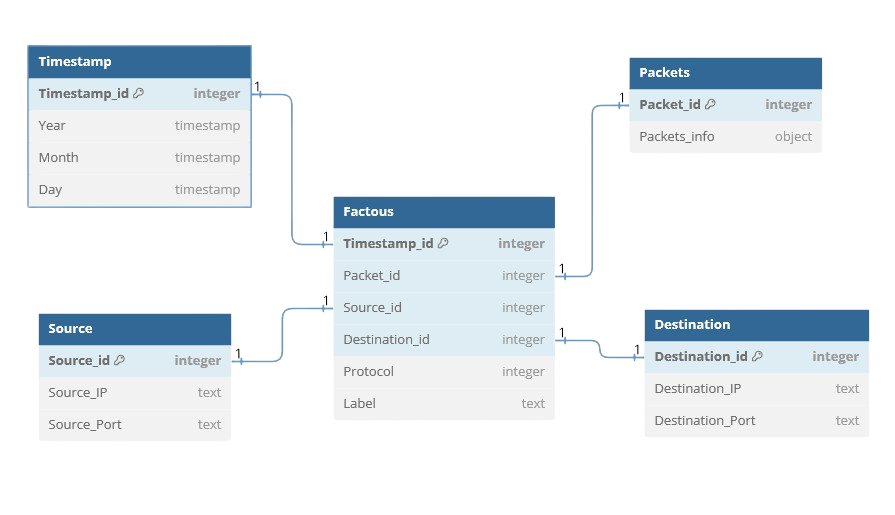 Timestamp
Timestamp_id integer
Year timestamp
Month timestamp
Day timestamp
1
1
Packets
Packet_id integer
Packets_info object
1
1
Factous
Timestamp_id integer
Packet_id integer
Source_id integer
Destination_id integer
Protocol integer
Label text
Source
Source_id integer
Source_IP text
Source_Port text
1
1
Destination
Destination_id integer
Destination_IP text
Destination_Port text
1
1